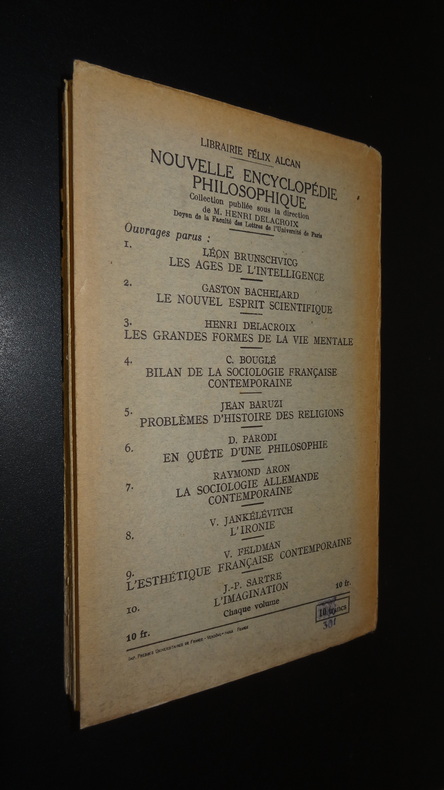 LIBRAIRIE FÉLIX ALCAN
NOUVELLE ENCYCLOPÉDIE
PHILOSOPHIQUE
Collection publiée sous la direction
de M. HENRI DELACROIX
Doyen de la Faculté des Lettres de l'Université de Paris
Ouvrages parus :
1. LÉON BRUNSCHVICG
LES AGES DE L'INTELLIGENCE
2. GASTON BACHELARD
LE NOUVEL ESPRIT SCIENTIFIQUE
3. HENRI DELACROIX
LES GRANDES FORMES DE LA VIE MENTALE
4. C. BOUGLÉ
BILAN DE LA SOCIOLOGIE FRANÇAISE
CONTEMPORAINE
5. JEAN BARUZI
PROBLÈMES D'HISTOIRE DES RELIGIONS
6. D. PARODI
EN QUÊTE D'UNE PHILOSOPHIE
7. RAYMOND ARON
LA SOCIOLOGIE ALLEMANDE
CONTEMPORAINE
8. V. JANKÉLÉVITCH
L'IRONIE
9. V. FELDMAN
L'ESTHÉTIQUE FRANÇAISE CONTEMPORAINE
10. J.-P. SARTRE
L'IMAGINATION
10 fr. Chaque volume 10 fr.